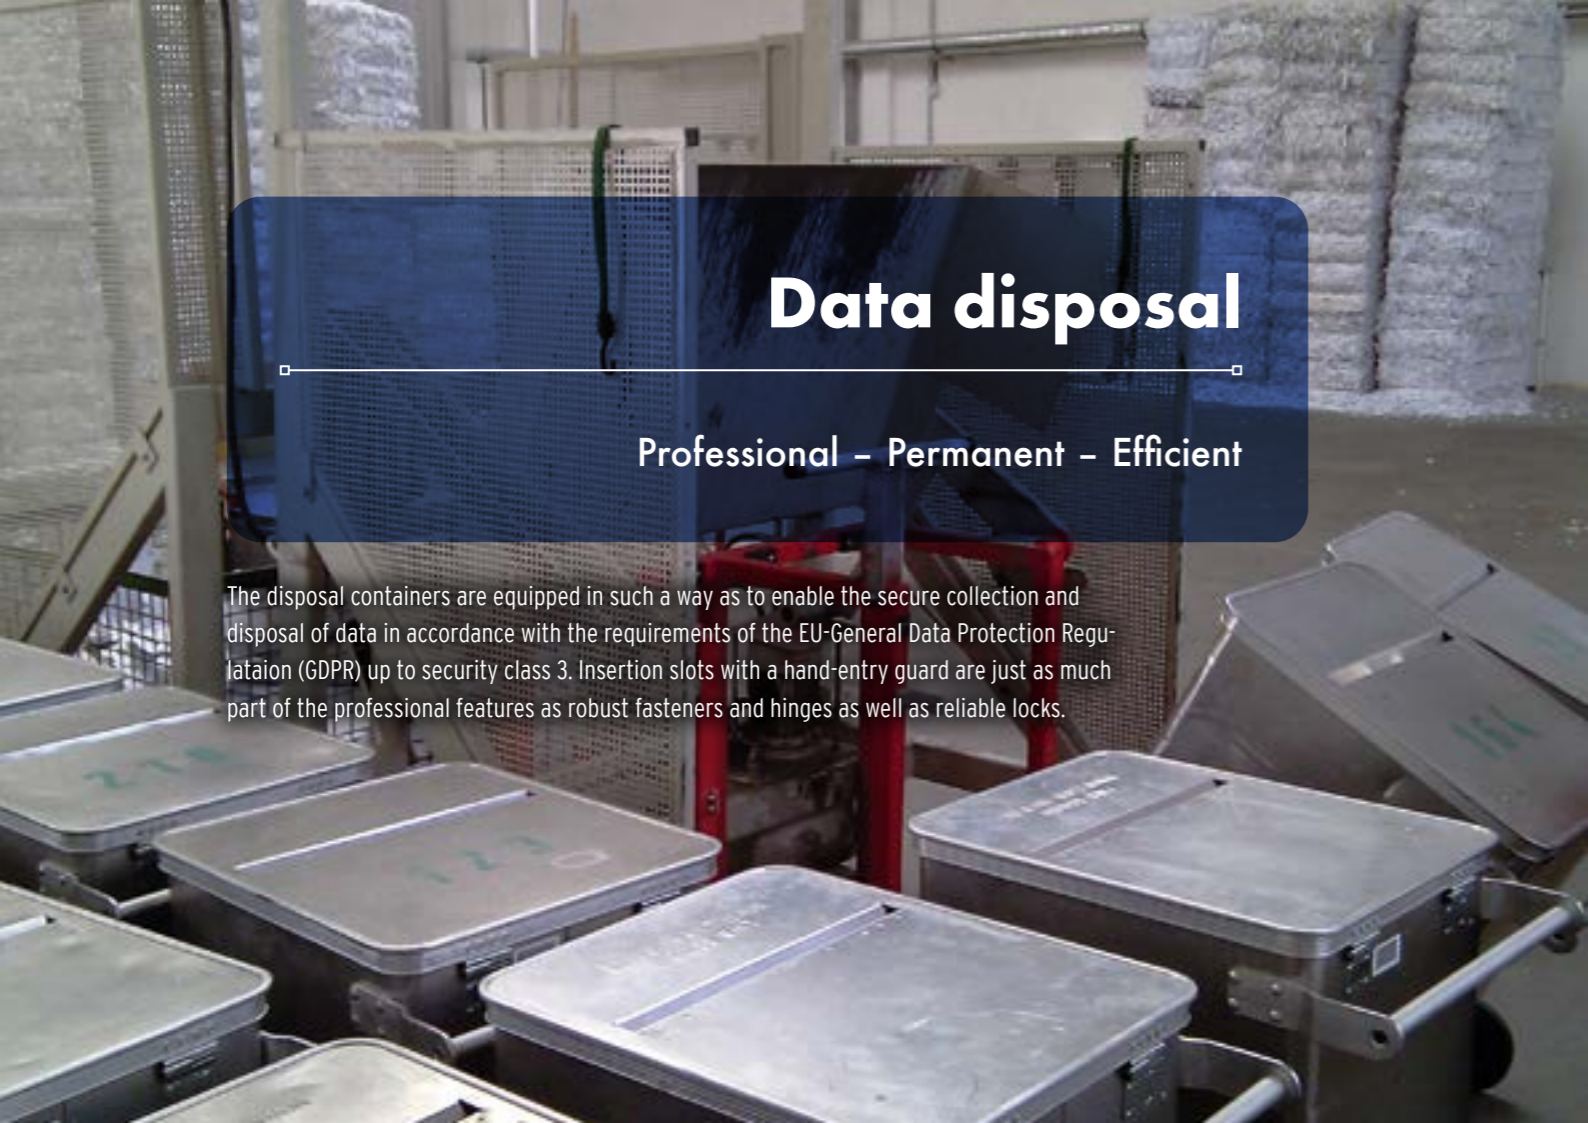 Data disposal
Professional – Permanent – Efficient
The disposal containers are equipped in such a way as to enable the secure collection and
disposal of data in accordance with the requirements of the EU-General Data Protection Regu-
lataion (GDPR) up to security class 3. Insertion slots with a hand-entry guard are just as much
part of the professional features as robust fasteners and hinges as well as reliable locks.
123
164